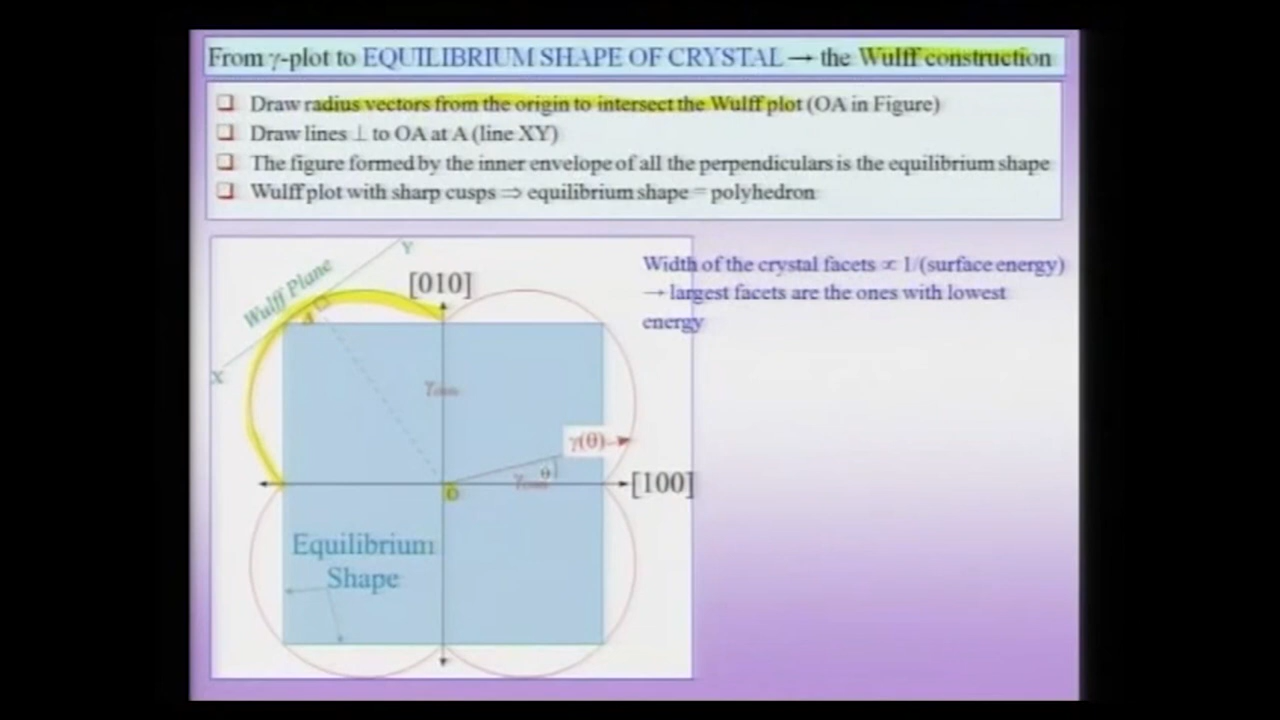 From γ-plot to EQUILIBRIUM SHAPE OF CRYSTAL → the Wulff construction
❑ Draw radius vectors from the origin to intersect the Wulff plot (OA in Figure)
❑ Draw lines ⊥ to OA at A (line XY)
❑ The figure formed by the inner envelope of all the perpendiculars is the equilibrium shape
❑ Wulff plot with sharp cusps ⇒ equilibrium shape = polyhedron
Width of the crystal facets ∝ 1/(surface energy)
→ largest facets are the ones with lowest
energy
Y
Wulff Plane
[010]
A
X
γ
γ(θ)
θ
γ
[100]
O
Equilibrium
Shape